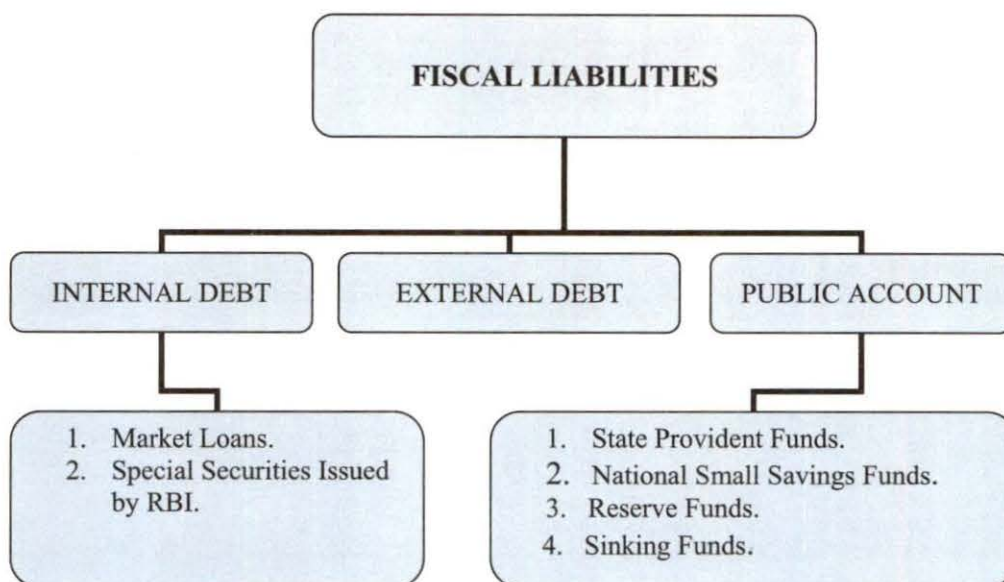 FISCAL LIABILITIES
INTERNAL DEBT
EXTERNAL DEBT
PUBLIC ACCOUNT
1. Market Loans.
2. Special Securities Issued
by RBI.
1. State Provident Funds.
2. National Small Savings Funds.
3. Reserve Funds.
4. Sinking Funds.